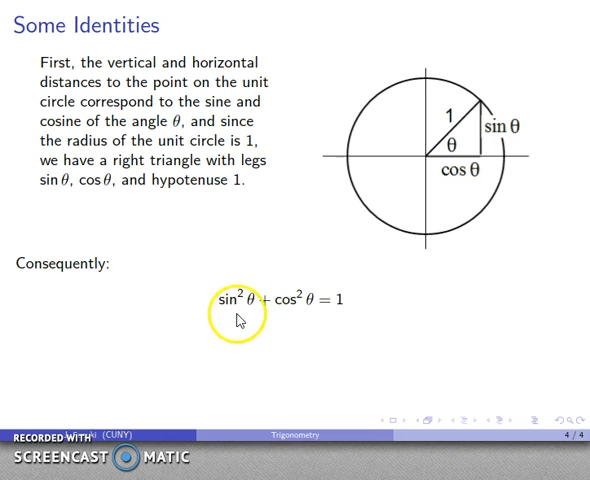 Some Identities
First, the vertical and horizontal
distances to the point on the unit
circle correspond to the sine and
cosine of the angle θ, and since
the radius of the unit circle is 1,
we have a right triangle with legs
sin θ, cos θ, and hypotenuse 1.
1
sin θ
θ
cos θ
Consequently:
sin² θ + cos² θ = 1
(CUNY)
Trigonometry
4 / 4
RECORDED WITH
SCREENCAST MATIC